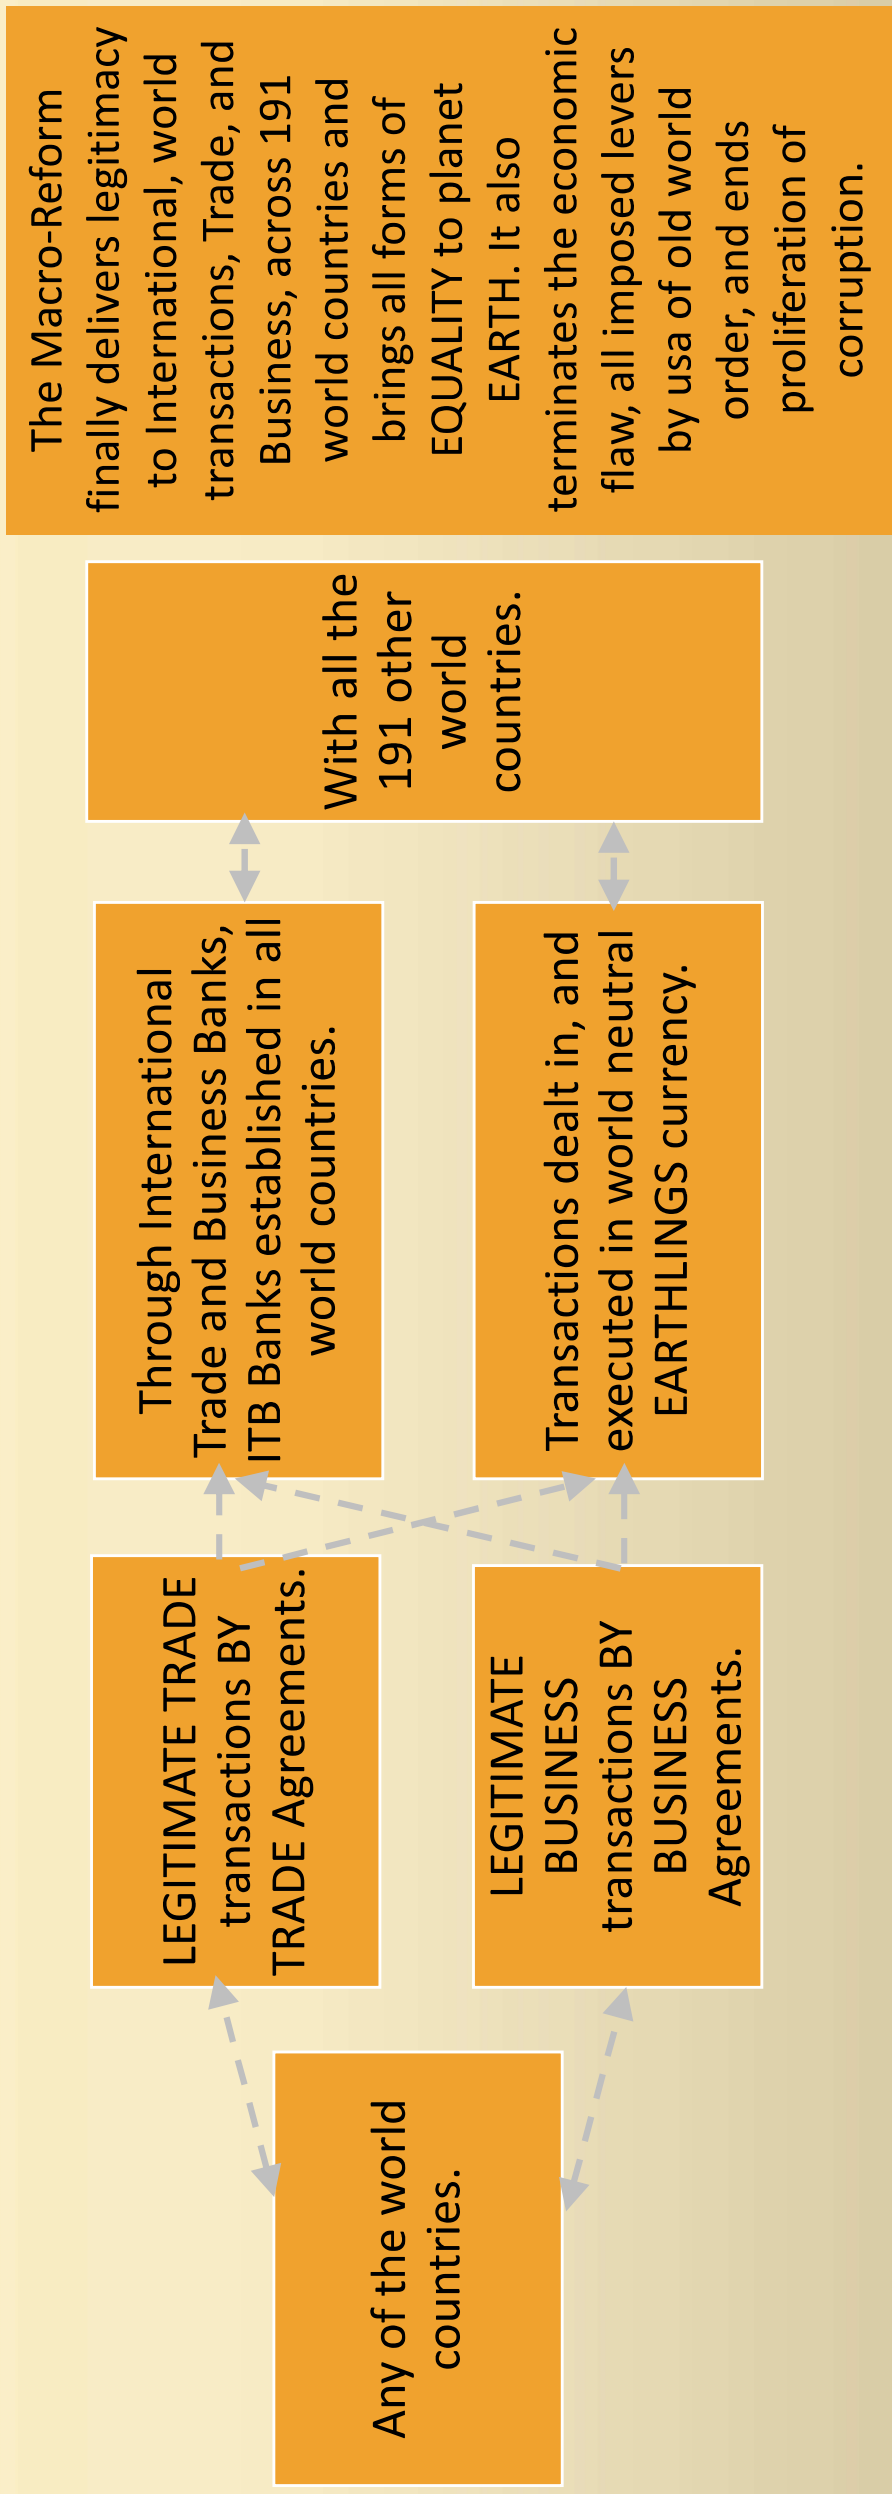 Any of the world
countries.
LEGITIMATE TRADE
transactions BY
TRADE Agreements.
LEGITIMATE
BUSINESS
transactions BY
BUSINESS
Agreements.
Through International
Trade and Business Banks,
ITB Banks established in all
world countries.
Transactions dealt in, and
executed in world neutral
EARTHLINGS currency.
With all the
191 other
world
countries.
The Macro-Reform
finally delivers legitimacy
to International, world
transactions, Trade, and
Business, across 191
world countries and
brings all forms of
EQUALITY to planet
EARTH. It also
terminates the economic
flaw, all imposed levers
by usa of old world
order, and ends
proliferation of
corruption.